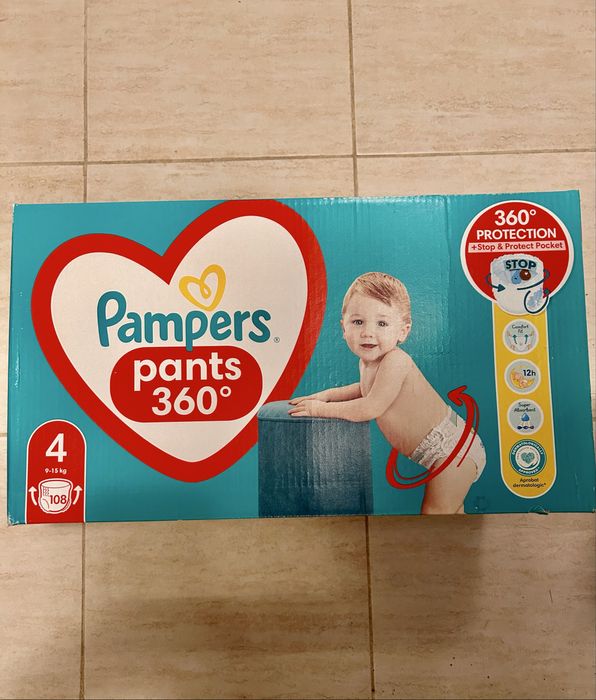 Pampers®
pants
360°
4
9-15 kg
108
360°
PROTECTION
+Stop & Protect Pocket
STOP
Comfort
Fit
12h
Super
Absorbant
Aprobat
dermatologic*